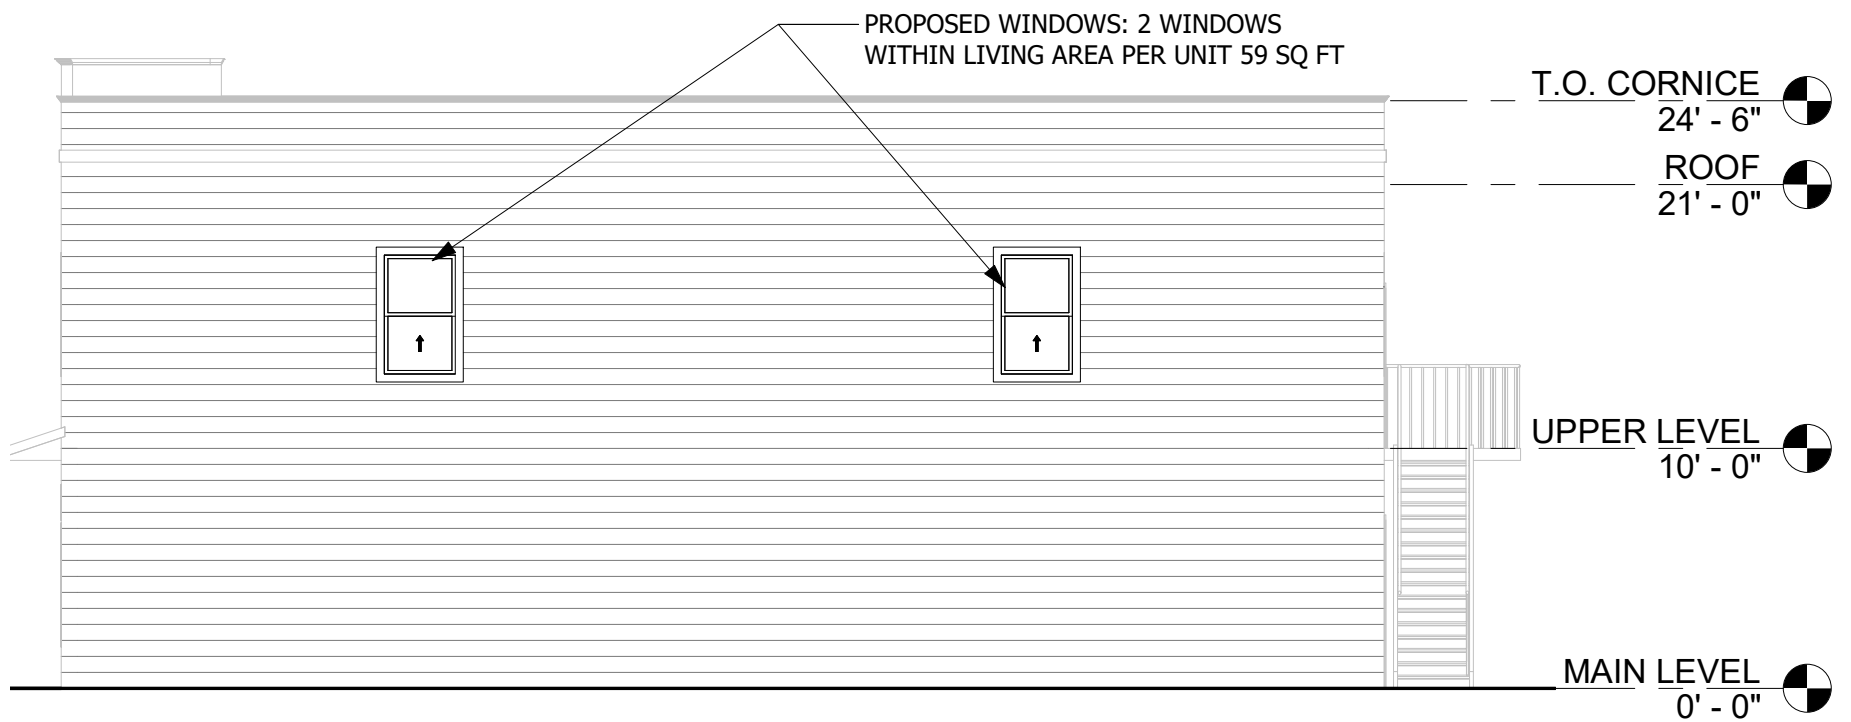 PROPOSED WINDOWS: 2 WINDOWS
WITHIN LIVING AREA PER UNIT 59 SQ FT
T.O. CORNICE
24' - 6"
ROOF
21' - 0"
UPPER LEVEL
10' - 0"
MAIN LEVEL
0' - 0"